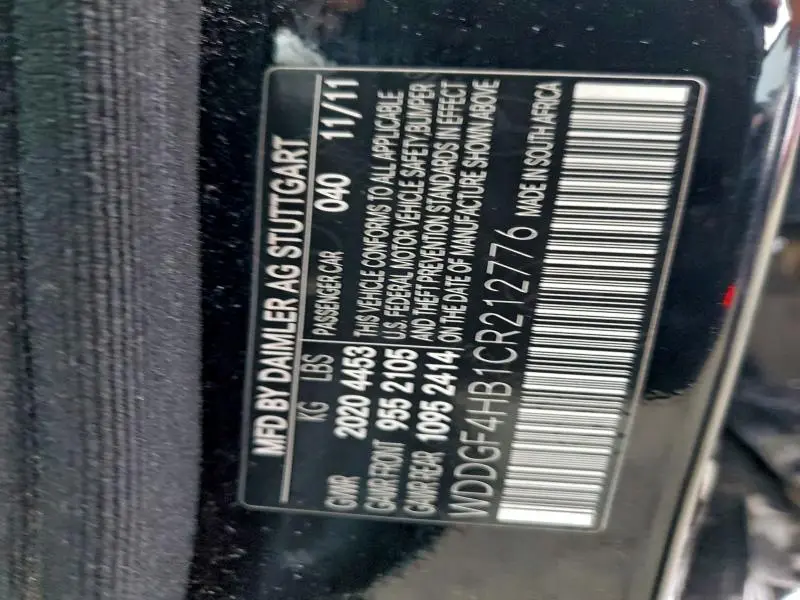 MFD BY DAIMLER AG STUTTGART
KG LBS PASSENGER CAR 040 11/11
GWR 2020 4453 THIS VEHICLE CONFORMS TO ALL APPLICABLE
GAWR FRONT 955 2105 U.S. FEDERAL MOTOR VEHICLE SAFETY, BUMPER
GAWR REAR 1095 2414 AND THEFT PREVENTION STANDARDS IN EFFECT
ON THE DATE OF MANUFACTURE SHOWN ABOVE
WDDGF4HB1CR212776 MADE IN SOUTH AFRICA